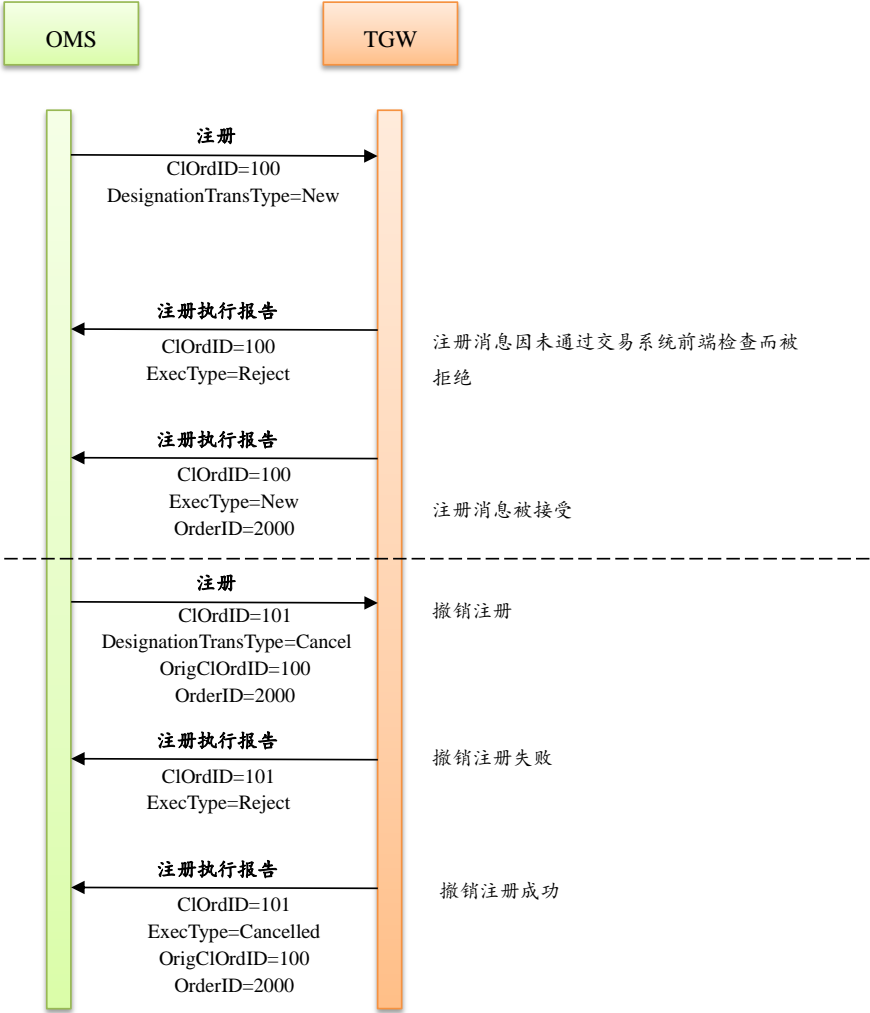 OMS
TGW
注册
ClOrdID=100
DesignationTransType=New
注册执行报告
ClOrdID=100
ExecType=Reject
注册消息因未通过交易系统前端检查而被
拒绝
注册执行报告
ClOrdID=100
ExecType=New
OrderID=2000
注册消息被接受
注册
ClOrdID=101
DesignationTransType=Cancel
OrigClOrdID=100
OrderID=2000
撤销注册
注册执行报告
ClOrdID=101
ExecType=Reject
撤销注册失败
注册执行报告
ClOrdID=101
ExecType=Cancelled
OrigClOrdID=100
OrderID=2000
撤销注册成功